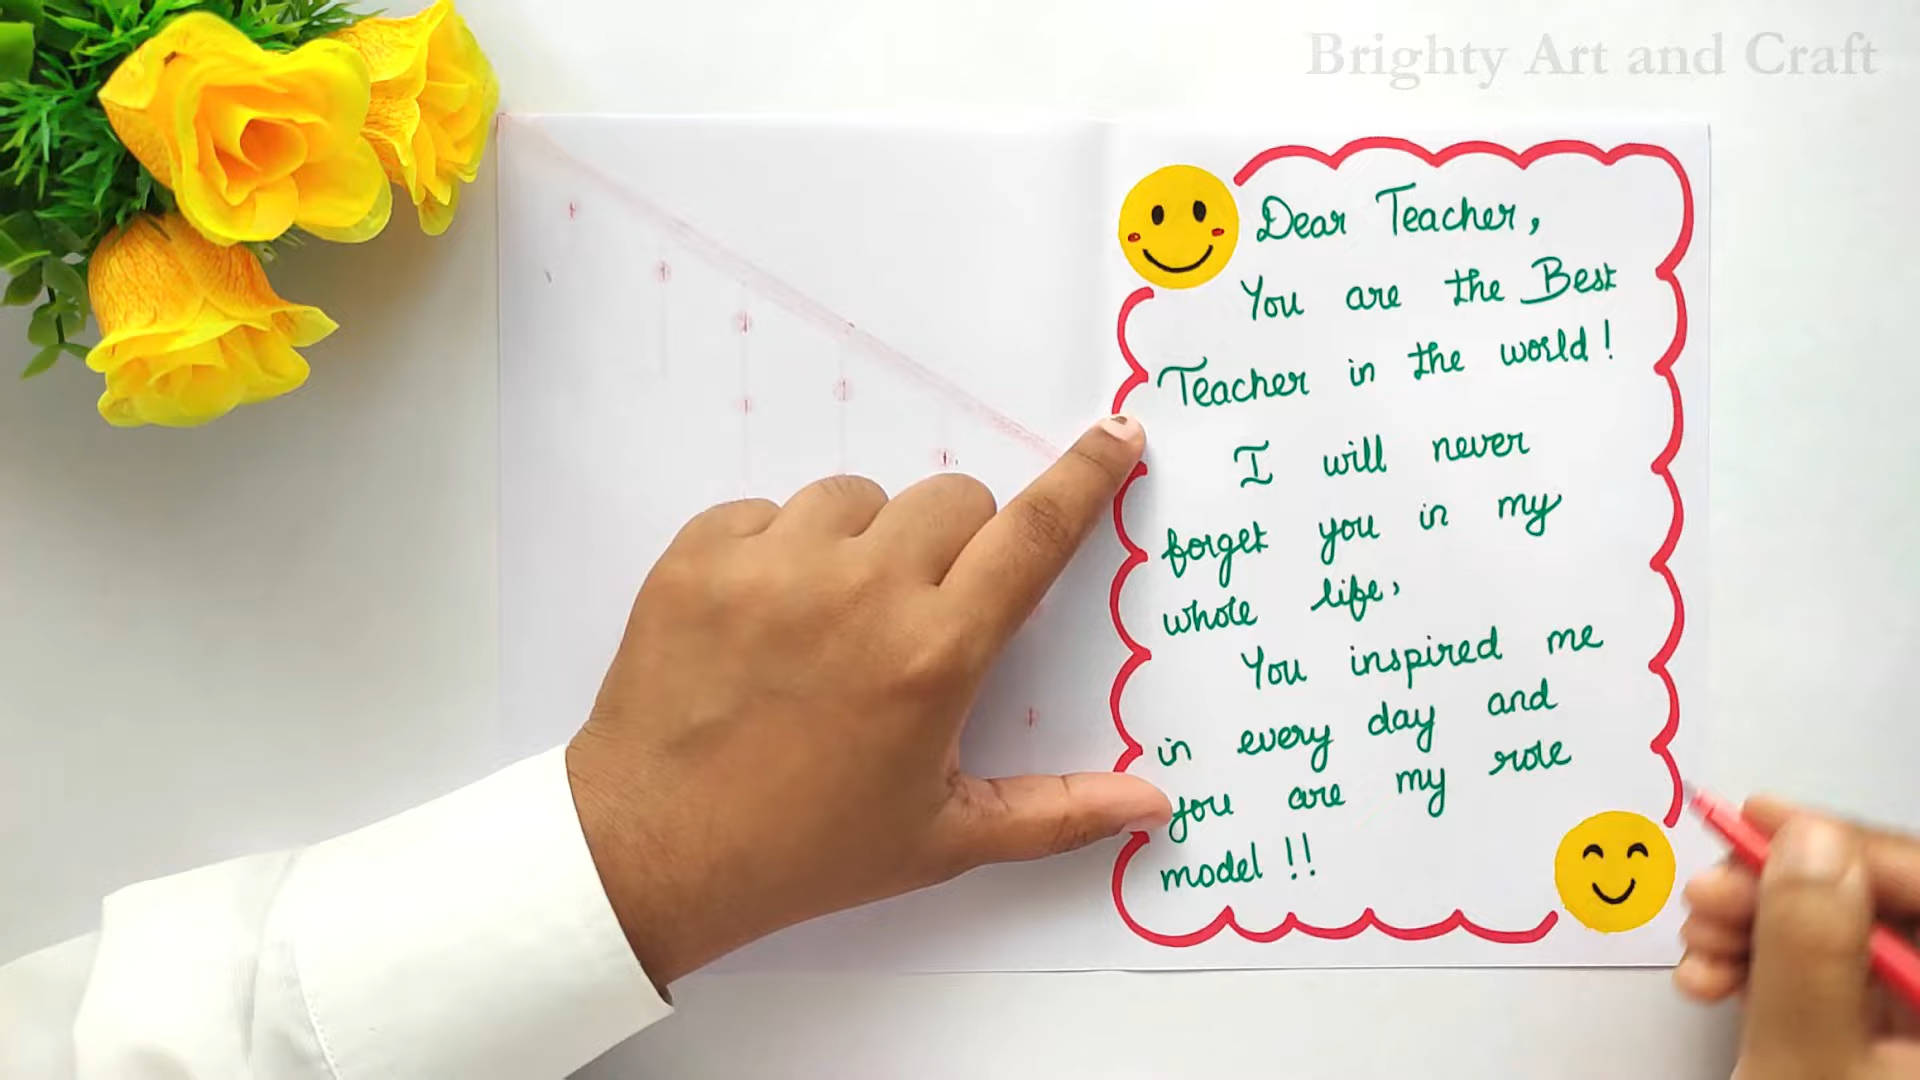 Brighty Art and Craft
Dear Teacher,
You are the Best
Teacher in the world!
I will never
forget you in my
whole life,
You inspired me
in every day and
you are my role
model!!